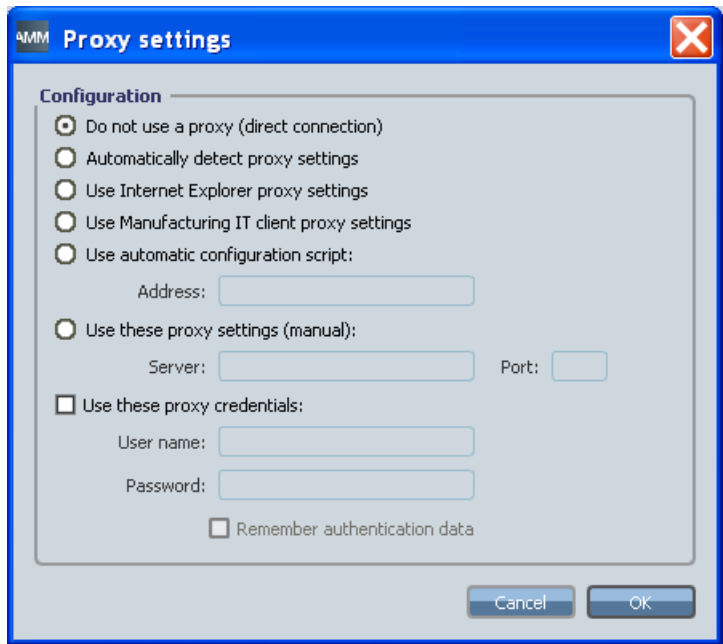 AMM Proxy settings
Configuration
Do not use a proxy (direct connection)
Automatically detect proxy settings
Use Internet Explorer proxy settings
Use Manufacturing IT client proxy settings
Use automatic configuration script:
Address:
Use these proxy settings (manual):
Server: Port:
Use these proxy credentials:
User name:
Password:
Remember authentication data
Cancel OK